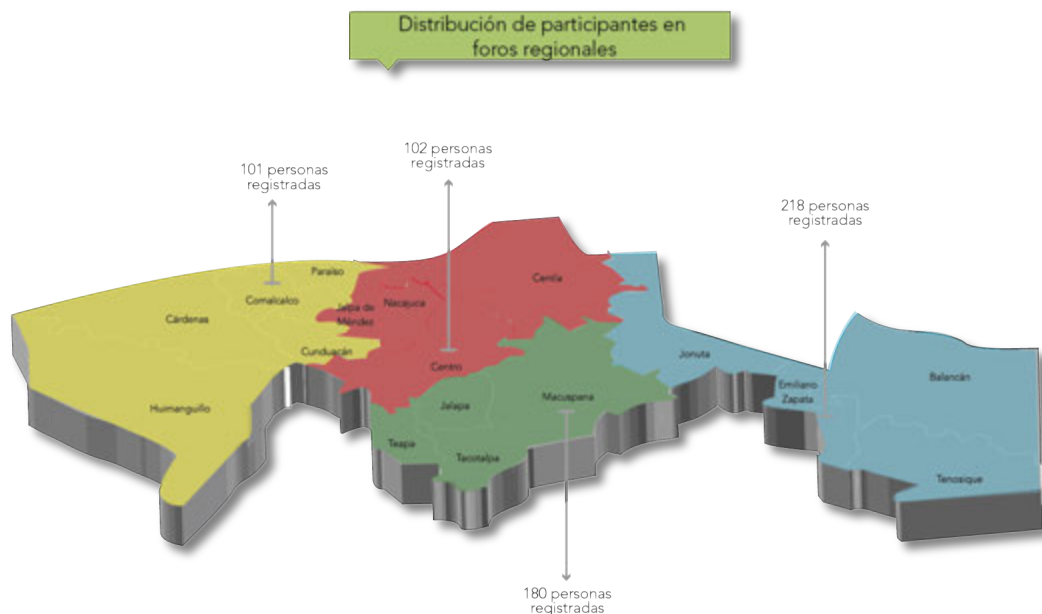 Distribución de participantes en
foros regionales
102 personas
registradas
101 personas
registradas
218 personas
registradas
Paraíso
Centla
Comalcalco
Nacajuca
Jalpa de
Méndez
Cárdenas
Cunduacán
Centro
Jonuta
Emiliano
Zapata
Balancán
Huimanguillo
Jalapa
Macuspana
Teapa
Tacotalpa
Tenosique
180 personas
registradas